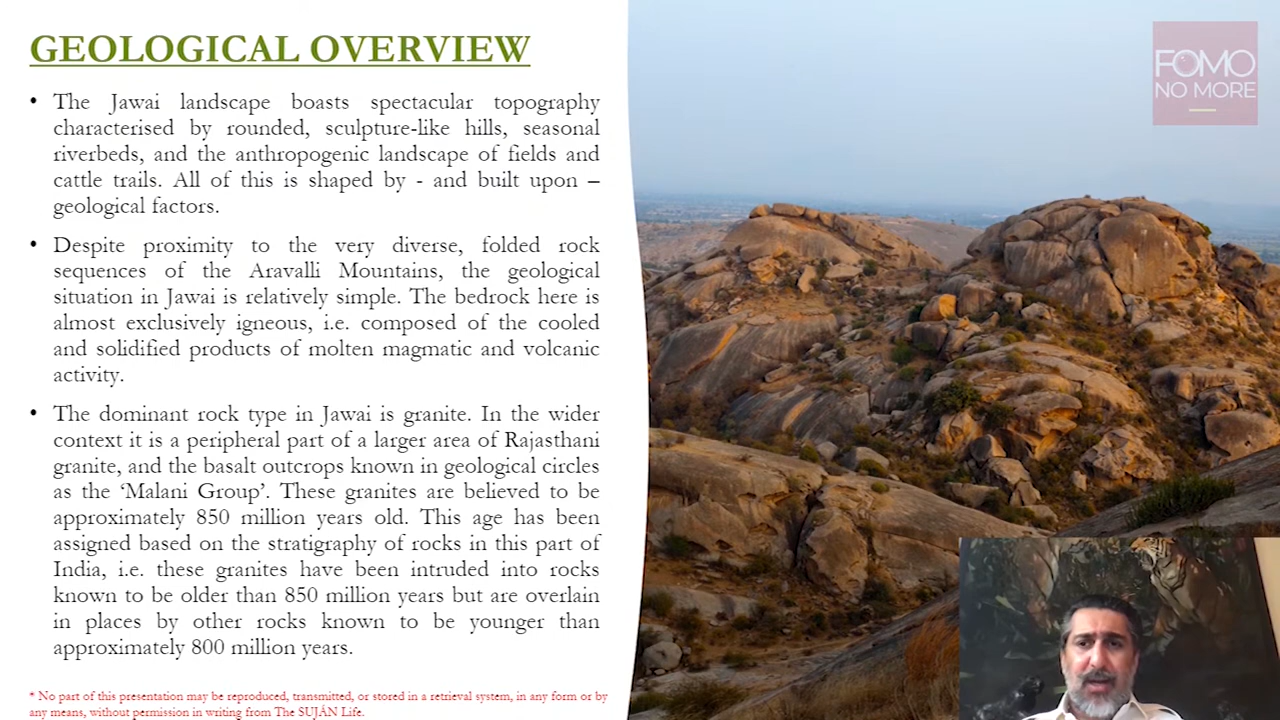 GEOLOGICAL OVERVIEW
• The Jawai landscape boasts spectacular topography
characterised by rounded, sculpture-like hills, seasonal
riverbeds, and the anthropogenic landscape of fields and
cattle trails. All of this is shaped by - and built upon –
geological factors.
• Despite proximity to the very diverse, folded rock
sequences of the Aravalli Mountains, the geological
situation in Jawai is relatively simple. The bedrock here is
almost exclusively igneous, i.e. composed of the cooled
and solidified products of molten magmatic and volcanic
activity.
• The dominant rock type in Jawai is granite. In the wider
context it is a peripheral part of a larger area of Rajasthani
granite, and the basalt outcrops known in geological circles
as the ‘Malani Group’. These granites are believed to be
approximately 850 million years old. This age has been
assigned based on the stratigraphy of rocks in this part of
India, i.e. these granites have been intruded into rocks
known to be older than 850 million years but are overlain
in places by other rocks known to be younger than
approximately 800 million years.
* No part of this presentation may be reproduced, transmitted, or stored in a retrieval system, in any form or by
any means, without permission in writing from The SUJÁN Life.
FOMO
NO MORE